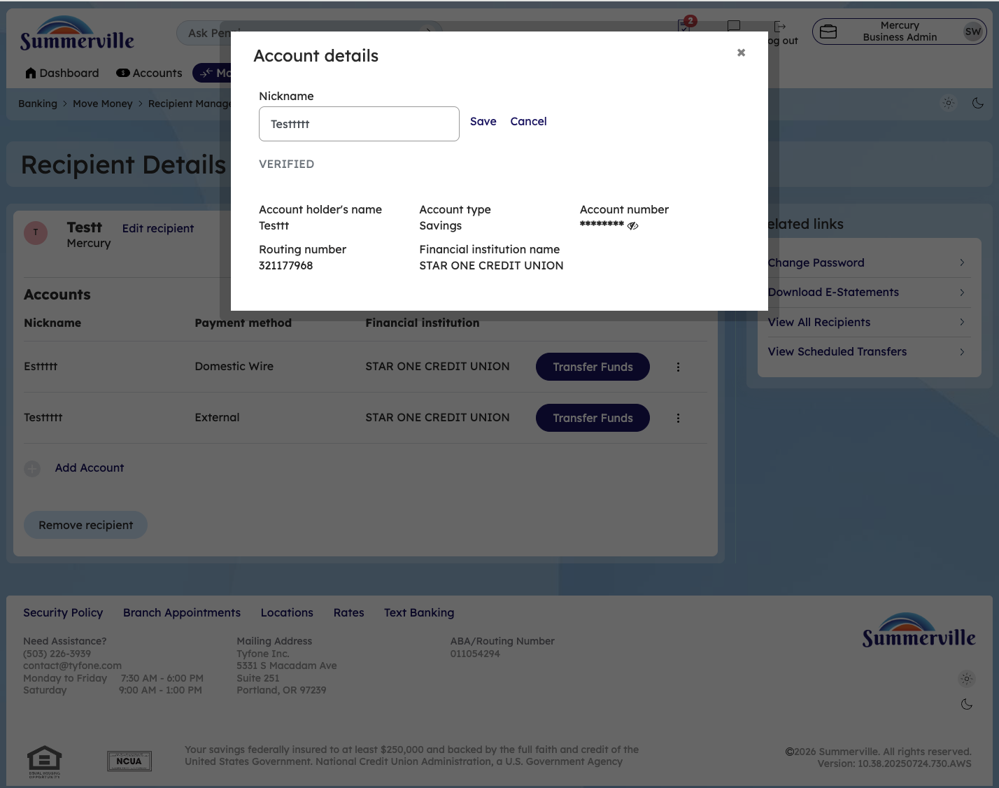 Summerville
Ask Penni
2
Log out
Mercury
Business Admin
SW
Dashboard
Accounts
Banking > Move Money >
Account details
Nickname
Testtttt
Save
Cancel
VERIFIED
Account holder's name
Account type
Account number
Testtt
Savings
********
Routing number
Financial institution name
321177968
STAR ONE CREDIT UNION
Recipient Details
T
Testt
Edit recipient
Mercury
Accounts
Nickname
Payment method
Financial institution
Esttttt
Domestic Wire
STAR ONE CREDIT UNION
Transfer Funds
Testtttt
External
STAR ONE CREDIT UNION
Transfer Funds
Add Account
Remove recipient
Related links
Change Password
Download E-Statements
View All Recipients
View Scheduled Transfers
Security Policy
Branch Appointments
Locations
Rates
Text Banking
Need Assistance?
(503) 226-3939
contact@tyfone.com
Monday to Friday 7:30 AM - 6:00 PM
Saturday 9:00 AM - 1:00 PM
Mailing Address
Tyfone Inc.
5331 S Macadam Ave
Suite 251
Portland, OR 97239
ABA/Routing Number
011054294
Summerville
EQUAL HOUSING
OPPORTUNITY
NCUA
Your savings federally insured to at least $250,000 and backed by the full faith and credit of the
United States Government. National Credit Union Administration, a U.S. Government Agency
©2026 Summerville. All rights reserved.
Version: 10.38.20250724.730.AWS